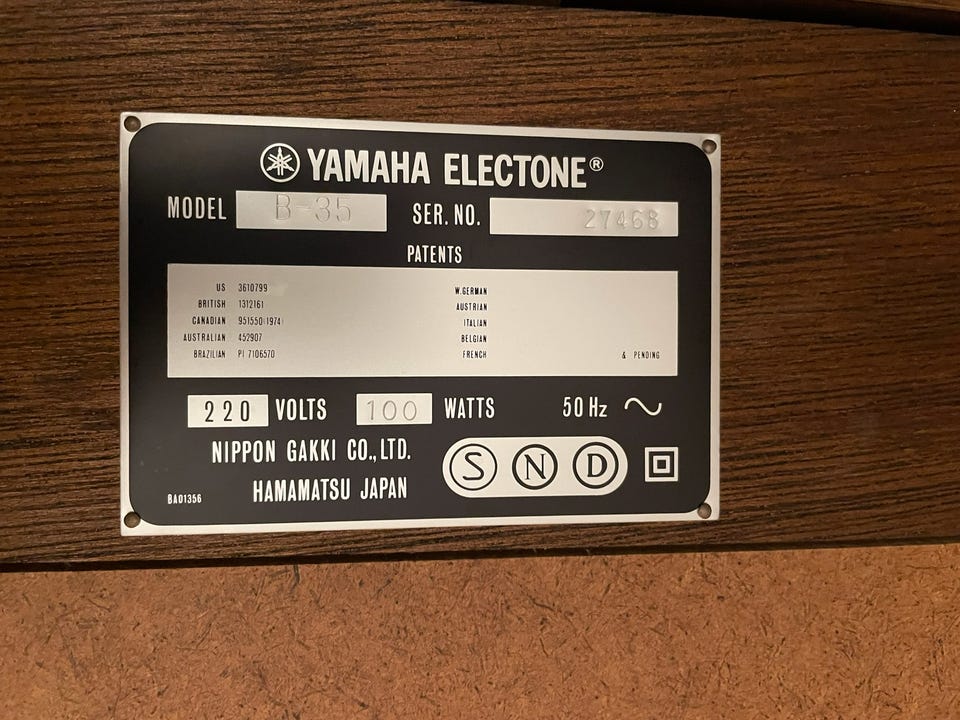 YAMAHA ELECTONE®
MODEL B-35 SER. NO. 27468
PATENTS
US 3610799 W.GERMAN
BRITISH 1312161 AUSTRIAN
CANADIAN 951550(1974) ITALIAN
AUSTRALIAN 452907 BELGIAN
BRAZILIAN PI 7106570 FRENCH & PENDING
220 VOLTS 100 WATTS 50 Hz
NIPPON GAKKI CO.,LTD. S N D
HAMAMATSU JAPAN
BA01356